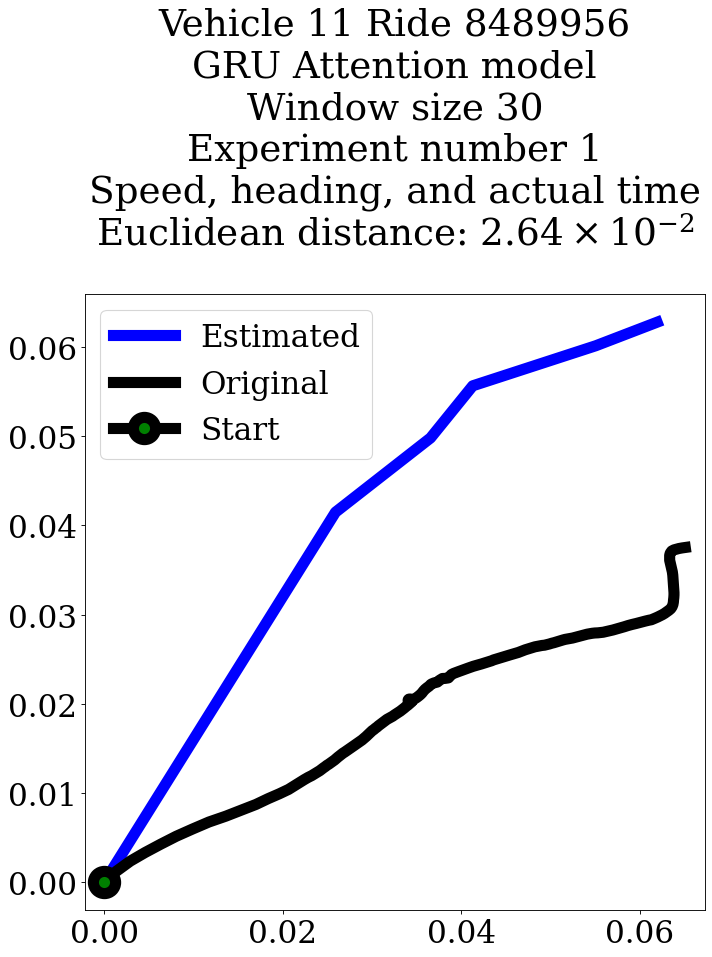 Vehicle 11 Ride 8489956
GRU Attention model
Window size 30
Experiment number 1
Speed, heading, and actual time
Euclidean distance: 2.64 × 10⁻²
Estimated
Original
Start
0.06
0.05
0.04
0.03
0.02
0.01
0.00
0.00 0.02 0.04 0.06